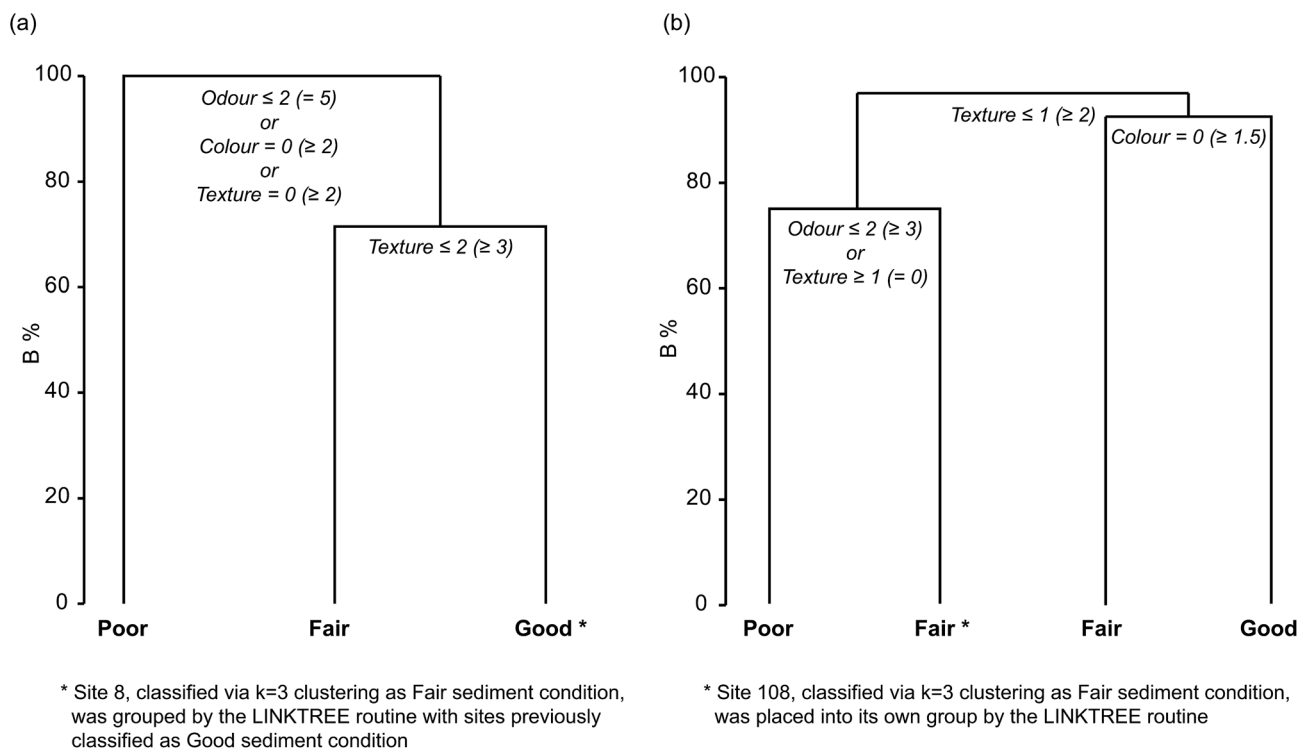 (a)
100
80
60
40
20
0
B %
Odour ≤ 2 (= 5)
or
Colour = 0 (≥ 2)
or
Texture = 0 (≥ 2)
Texture ≤ 2 (≥ 3)
Poor Fair Good *
* Site 8, classified via k=3 clustering as Fair sediment condition,
was grouped by the LINKTREE routine with sites previously
classified as Good sediment condition
(b)
100
80
60
40
20
0
B %
Texture ≤ 1 (≥ 2)
Colour = 0 (≥ 1.5)
Odour ≤ 2 (≥ 3)
or
Texture ≥ 1 (= 0)
Poor Fair * Fair Good
* Site 108, classified via k=3 clustering as Fair sediment condition,
was placed into its own group by the LINKTREE routine